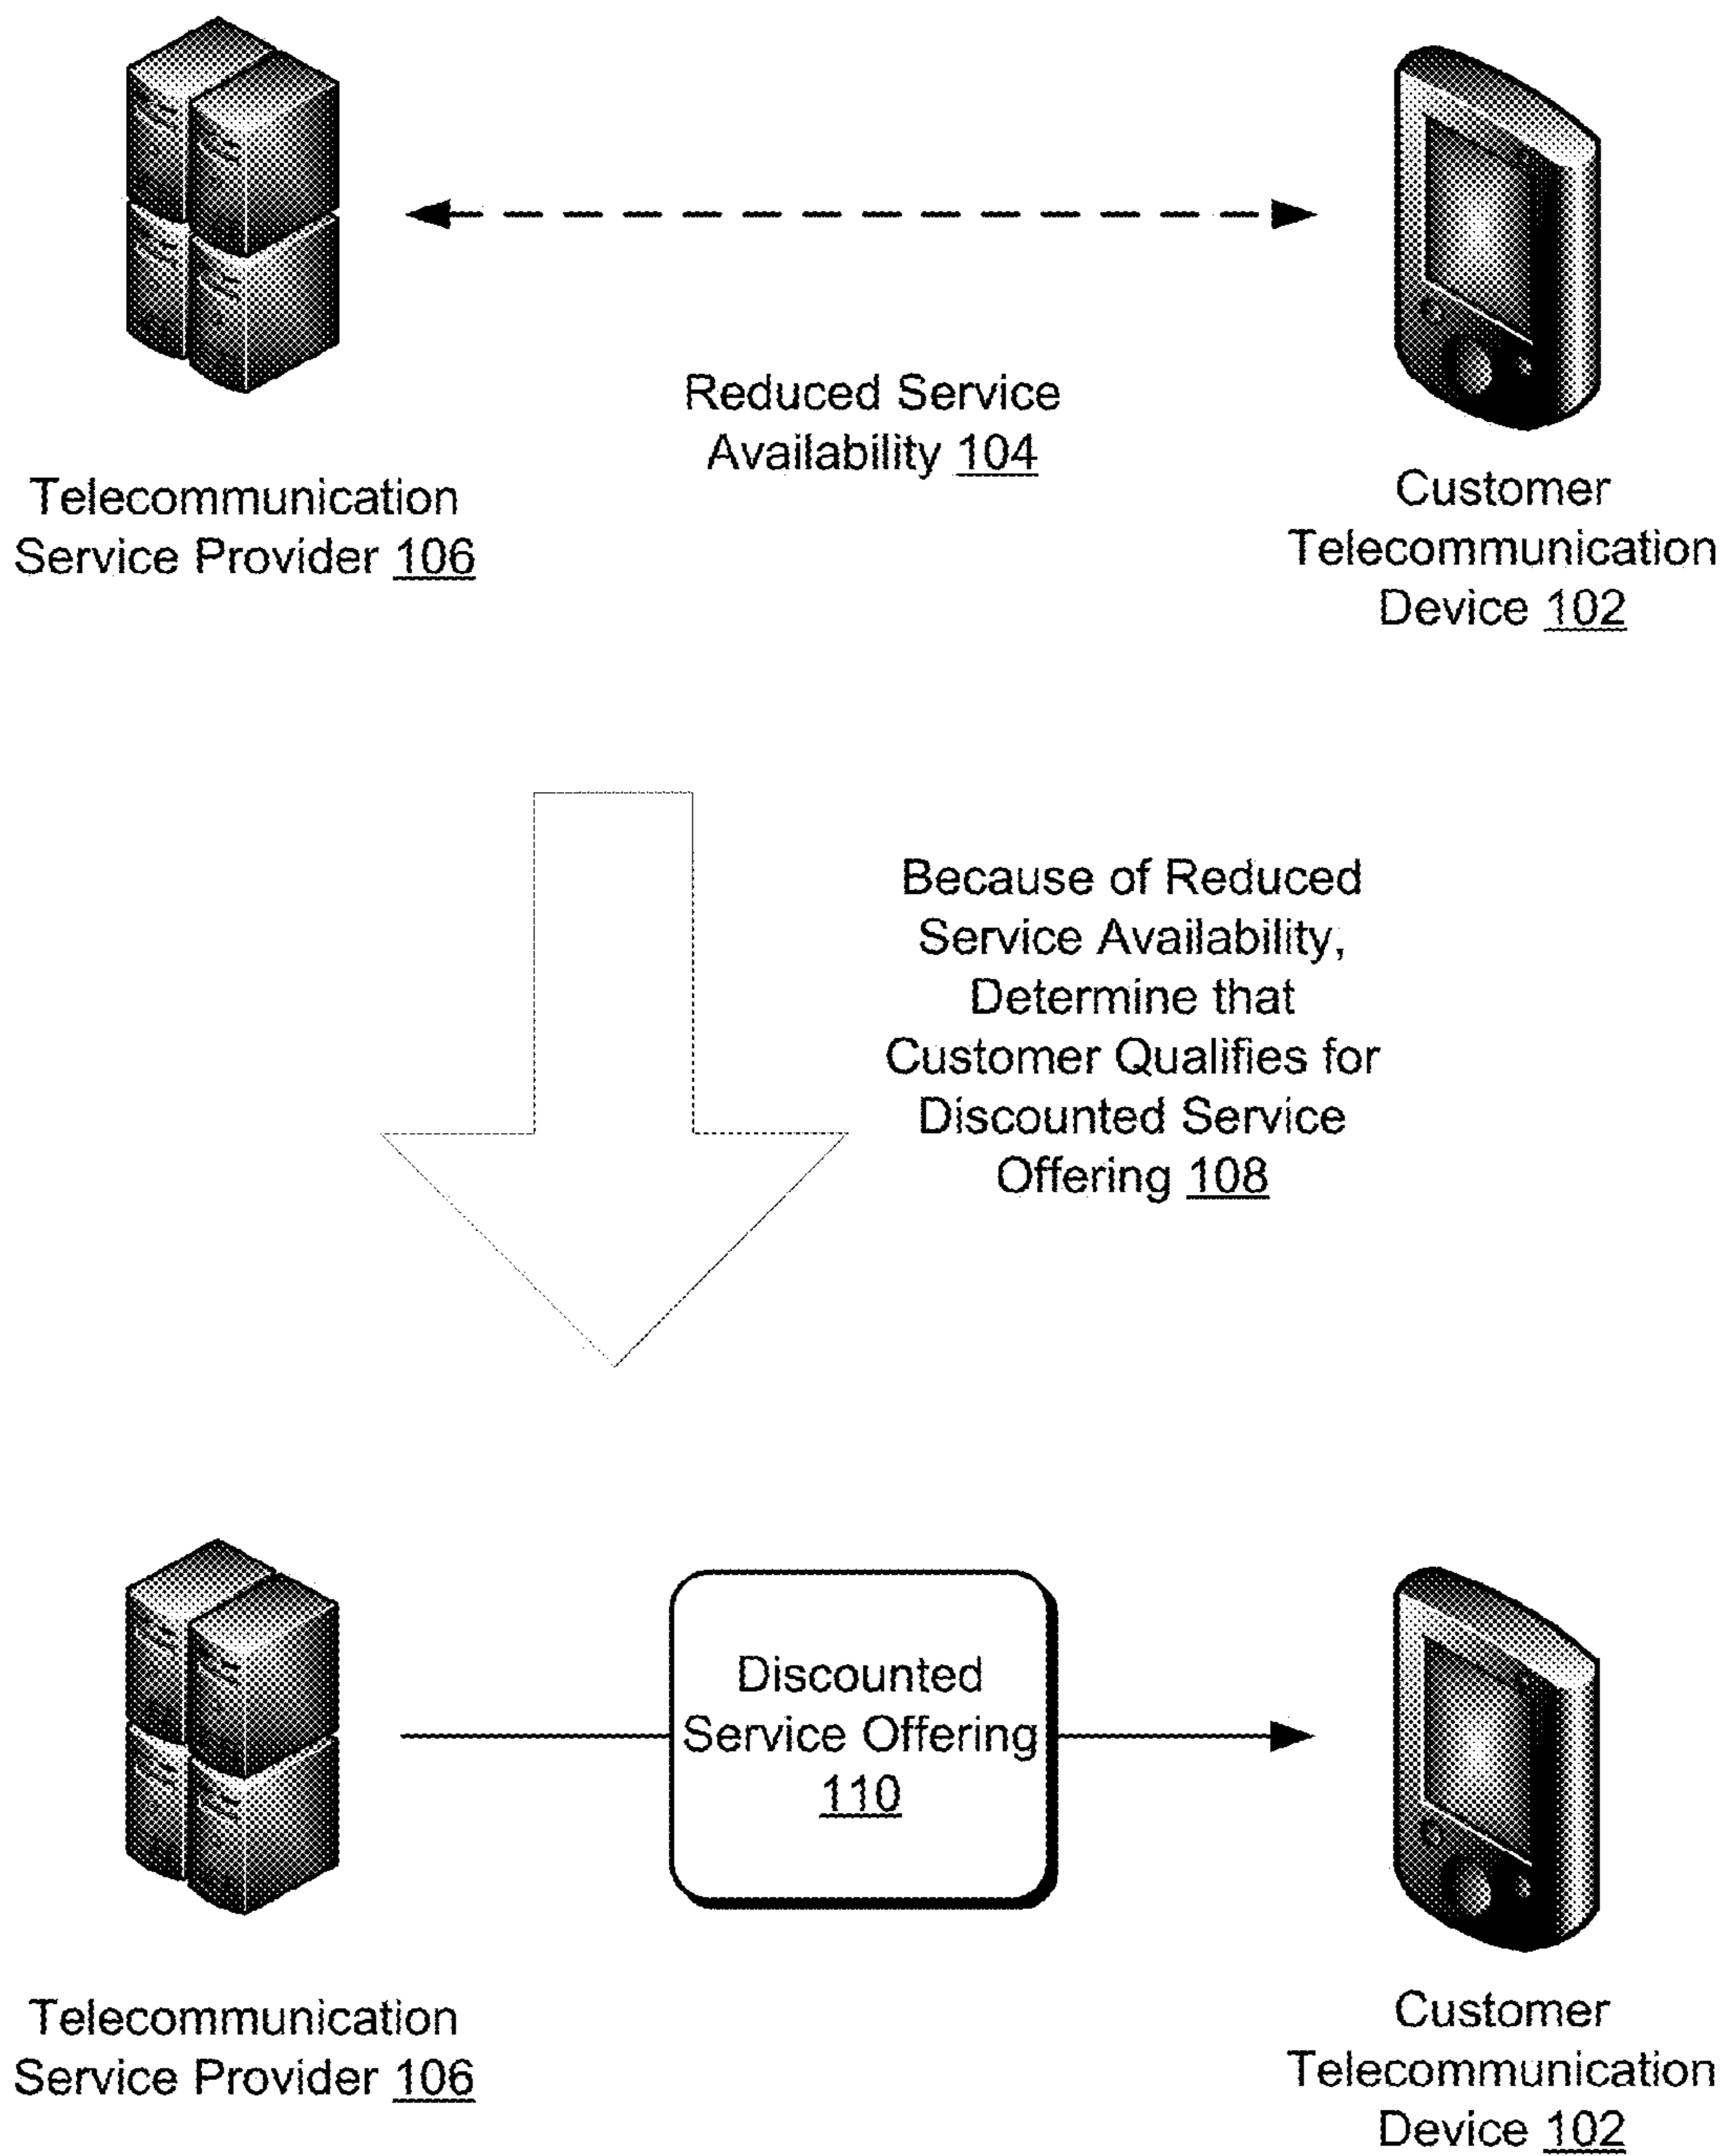 Reduced Service
Availability 104
Telecommunication
Service Provider 106
Customer
Telecommunication
Device 102
Because of Reduced
Service Availability,
Determine that
Customer Qualifies for
Discounted Service
Offering 108
Discounted
Service Offering
110
Telecommunication
Service Provider 106
Customer
Telecommunication
Device 102